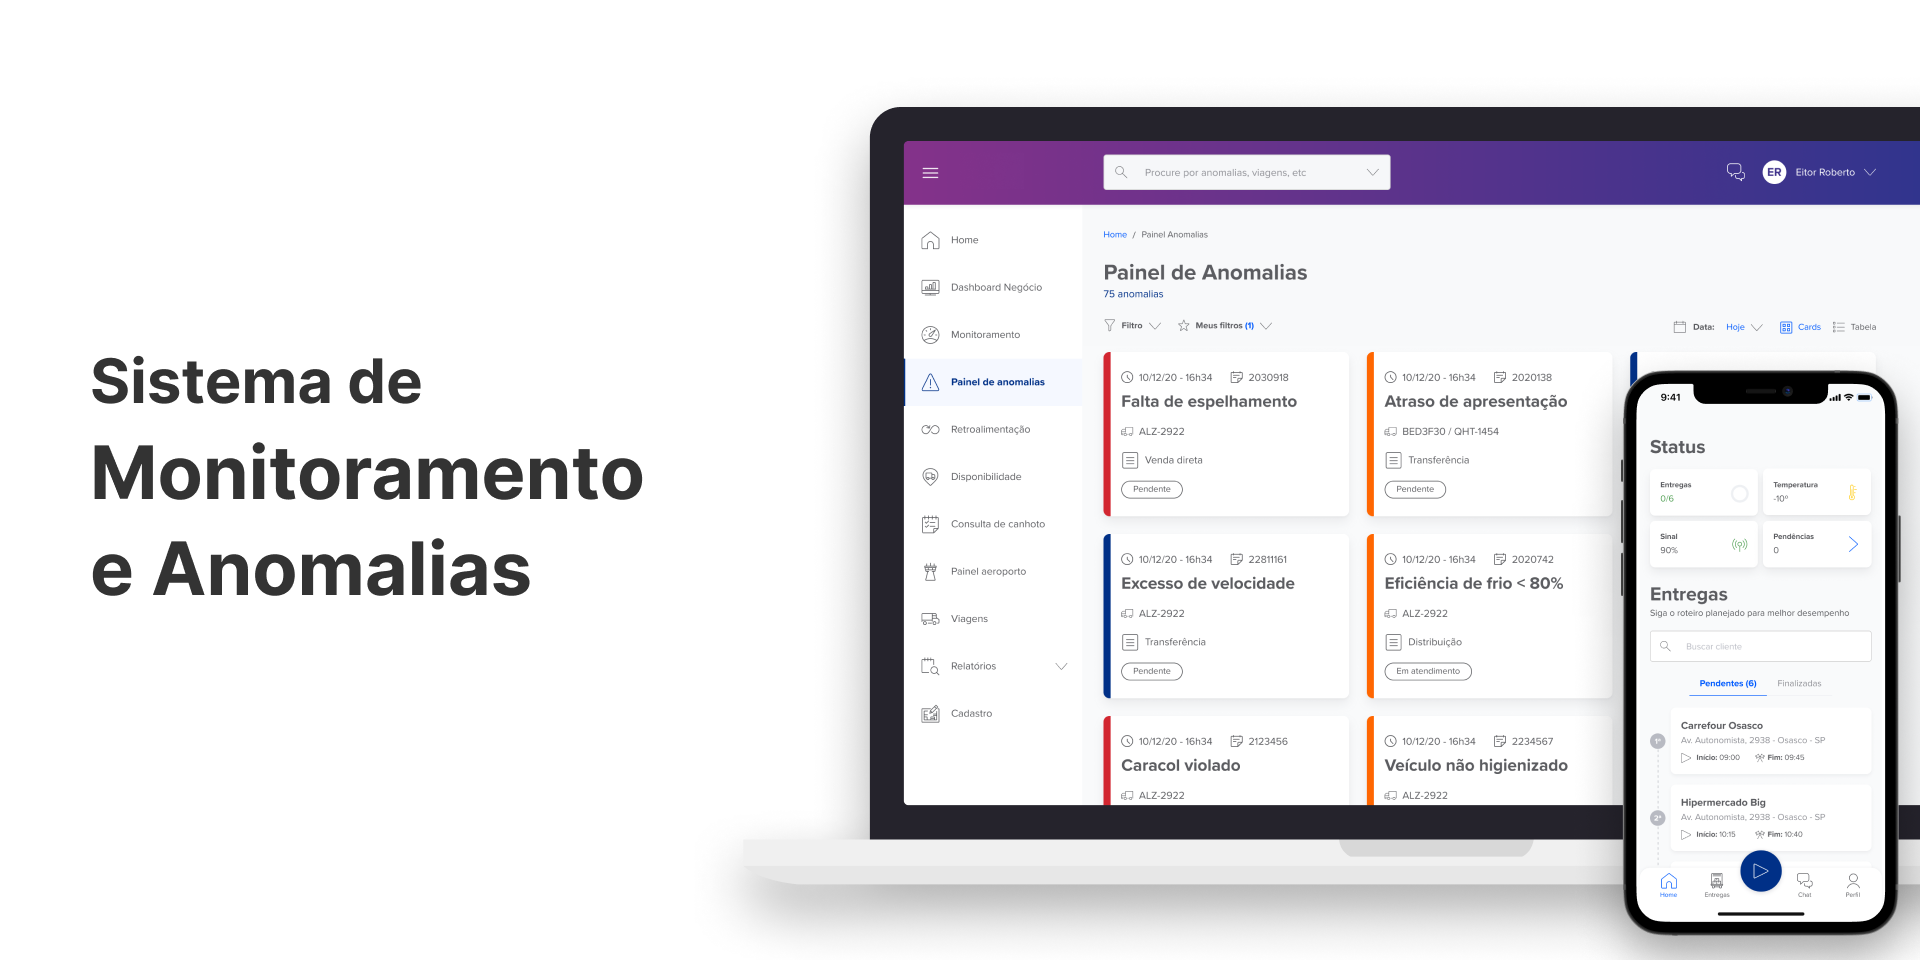 Sistema de
Monitoramento
e Anomalias
Procure por anomalias, viagens, etc
ER
Eitor Roberto
Home
Dashboard Negócio
Monitoramento
Painel de anomalias
Retroalimentação
Disponibilidade
Consulta de canhoto
Painel aeroporto
Viagens
Relatórios
Cadastro
Home / Painel Anomalias
Painel de Anomalias
75 anomalias
Filtro
Meus filtros (1)
Data: Hoje
Cards
Tabela
10/12/20 - 16h34 2030918
Falta de espelhamento
ALZ-2922
Venda direta
Pendente
10/12/20 - 16h34 2020138
Atraso de apresentação
BED3F30 / QHT-1454
Transferência
Pendente
10/12/20 - 16h34 22811161
Excesso de velocidade
ALZ-2922
Transferência
Pendente
10/12/20 - 16h34 2020742
Eficiência de frio < 80%
ALZ-2922
Distribuição
Em atendimento
10/12/20 - 16h34 2123456
Caracol violado
ALZ-2922
10/12/20 - 16h34 2234567
Veículo não higienizado
ALZ-2922
9:41
Status
Entregas
0/6
Temperatura
-10º
Sinal
90%
Pendências
0
Entregas
Siga o roteiro planejado para melhor desempenho
Buscar cliente
Pendentes (6)
Finalizadas
1º
Carrefour Osasco
Av. Autonomista, 2938 - Osasco - SP
Início: 09:00 Fim: 09:45
2º
Hipermercado Big
Av. Autonomista, 2938 - Osasco - SP
Início: 10:15 Fim: 10:40
Home
Entregas
Chat
Perfil